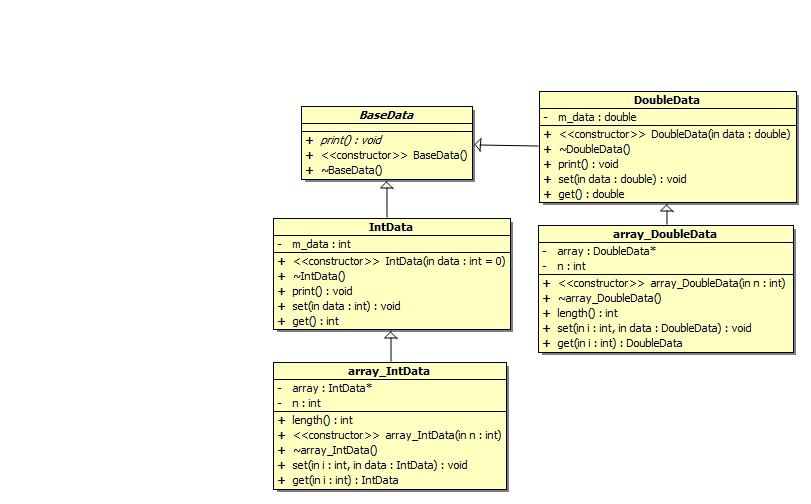 BaseData
+ print() : void
+ <<constructor>> BaseData()
+ ~BaseData()
DoubleData
- m_data : double
+ <<constructor>> DoubleData(in data : double)
+ ~DoubleData()
+ print() : void
+ set(in data : double) : void
+ get() : double
IntData
- m_data : int
+ <<constructor>> IntData(in data : int = 0)
+ ~IntData()
+ print() : void
+ set(in data : int) : void
+ get() : int
array_DoubleData
- array : DoubleData*
- n : int
+ <<constructor>> array_DoubleData(in n : int)
+ ~array_DoubleData()
+ length() : int
+ set(in i : int, in data : DoubleData) : void
+ get(in i : int) : DoubleData
array_IntData
- array : IntData*
- n : int
+ length() : int
+ <<constructor>> array_IntData(in n : int)
+ ~array_IntData()
+ set(in i : int, in data : IntData) : void
+ get(in i : int) : IntData